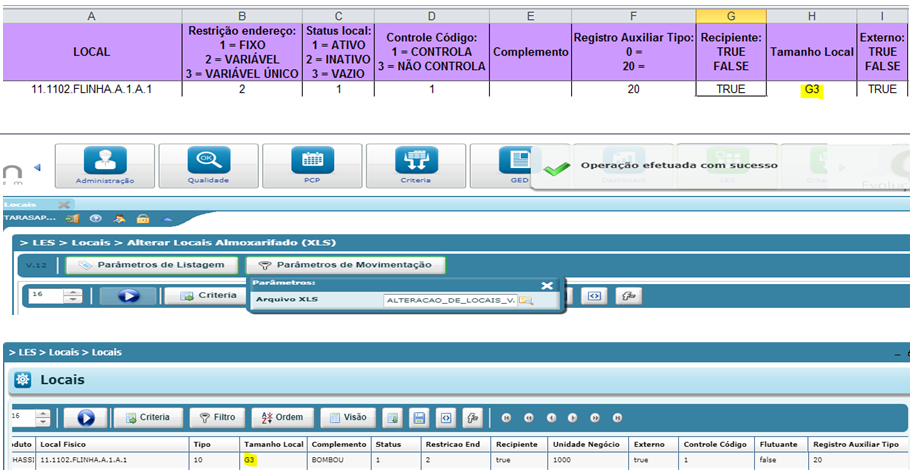 A B C D E F G H I
LOCAL
Restrição endereço:
1 = FIXO
2 = VARIÁVEL
3 = VARIÁVEL ÚNICO
Status local:
1 = ATIVO
2 = INATIVO
3 = VAZIO
Controle Código:
1 = CONTROLA
3 = NÃO CONTROLA
Complemento
Registro Auxiliar Tipo:
0 =
20 =
Recipiente:
TRUE
FALSE
Tamanho Local
Externo:
TRUE
FALSE
11.1102.FLINHA.A.1.A.1 2 1 1 20 TRUE G3 TRUE
Administração Qualidade PCP Criteria GED
Operação efetuada com sucesso
Locais
TARASAP...
> LES > Locais > Alterar Locais Almoxarifado (XLS)
V.12 Parâmetros de Listagem Parâmetros de Movimentação
16 Criteria
Parâmetros:
Arquivo XLS ALTERACAO_DE_LOCAIS_V.
> LES > Locais > Locais
Locais
16 Criteria Filtro Ordem Visão
duto Local Fisico Tipo Tamanho Local Complemento Status Restricao End Recipiente Unidade Negócio Externo Controle Código Flutuante Registro Auxiliar Tipo
HASSI 11.1102.FLINHA.A.1.A.1 10 G3 BOMBOU 1 2 true 1000 true 1 false 20